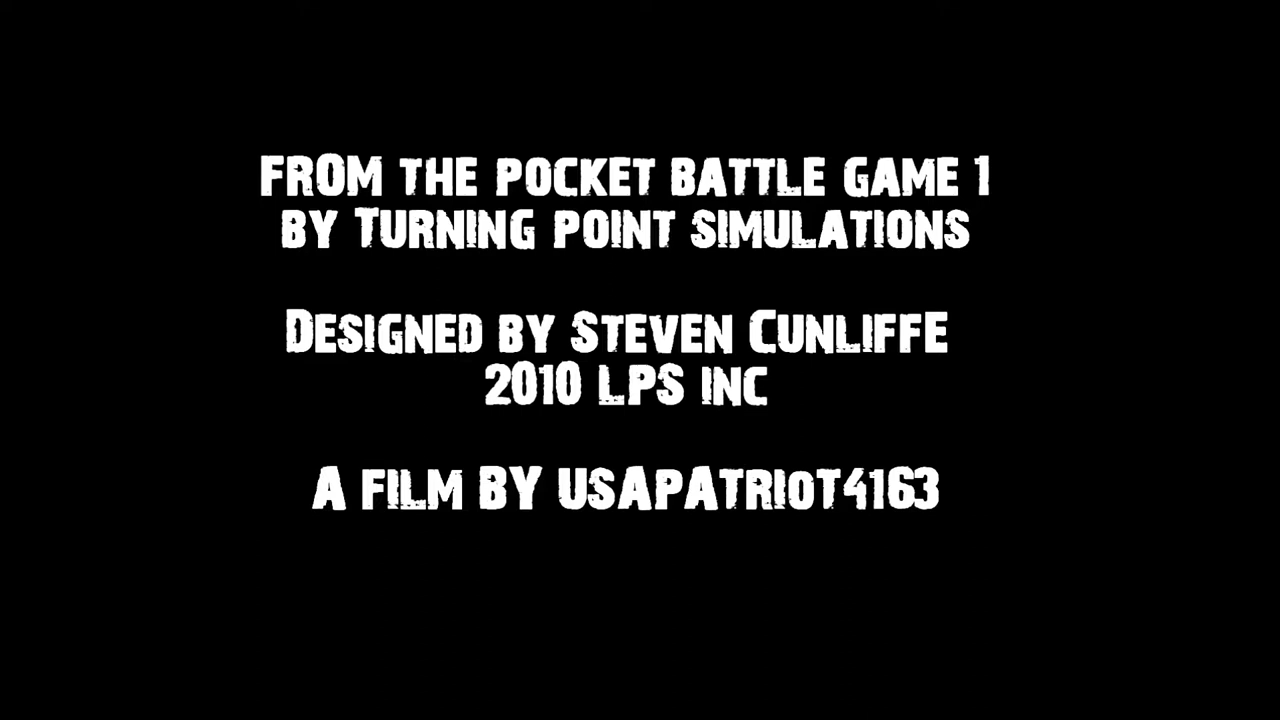 FROM THE POCKET BATTLE GAME 1
BY TURNING POINT SIMULATIONS
DESIGNED BY STEVEN CUNLIFFE
2010 LPS INC
A FILM BY USAPATRIOT4163